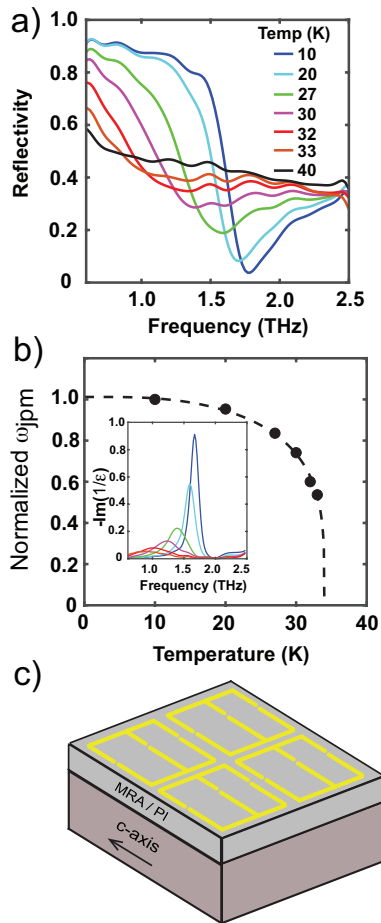 a)
Temp (K)
10
20
27
30
32
33
40
1.0
0.8
0.6
0.4
0.2
0
Reflectivity
1.0
1.5
2.0
2.5
Frequency (THz)
b)
1.0
0.8
0.6
0.4
0.2
0
Normalized ωjpm
1.0
0.8
0.6
0.4
0.2
0
-Im(1/ε)
1.0 1.5 2.0 2.5
Frequency (THz)
0 10 20 30 40
Temperature (K)
c)
MRA / PI
c-axis